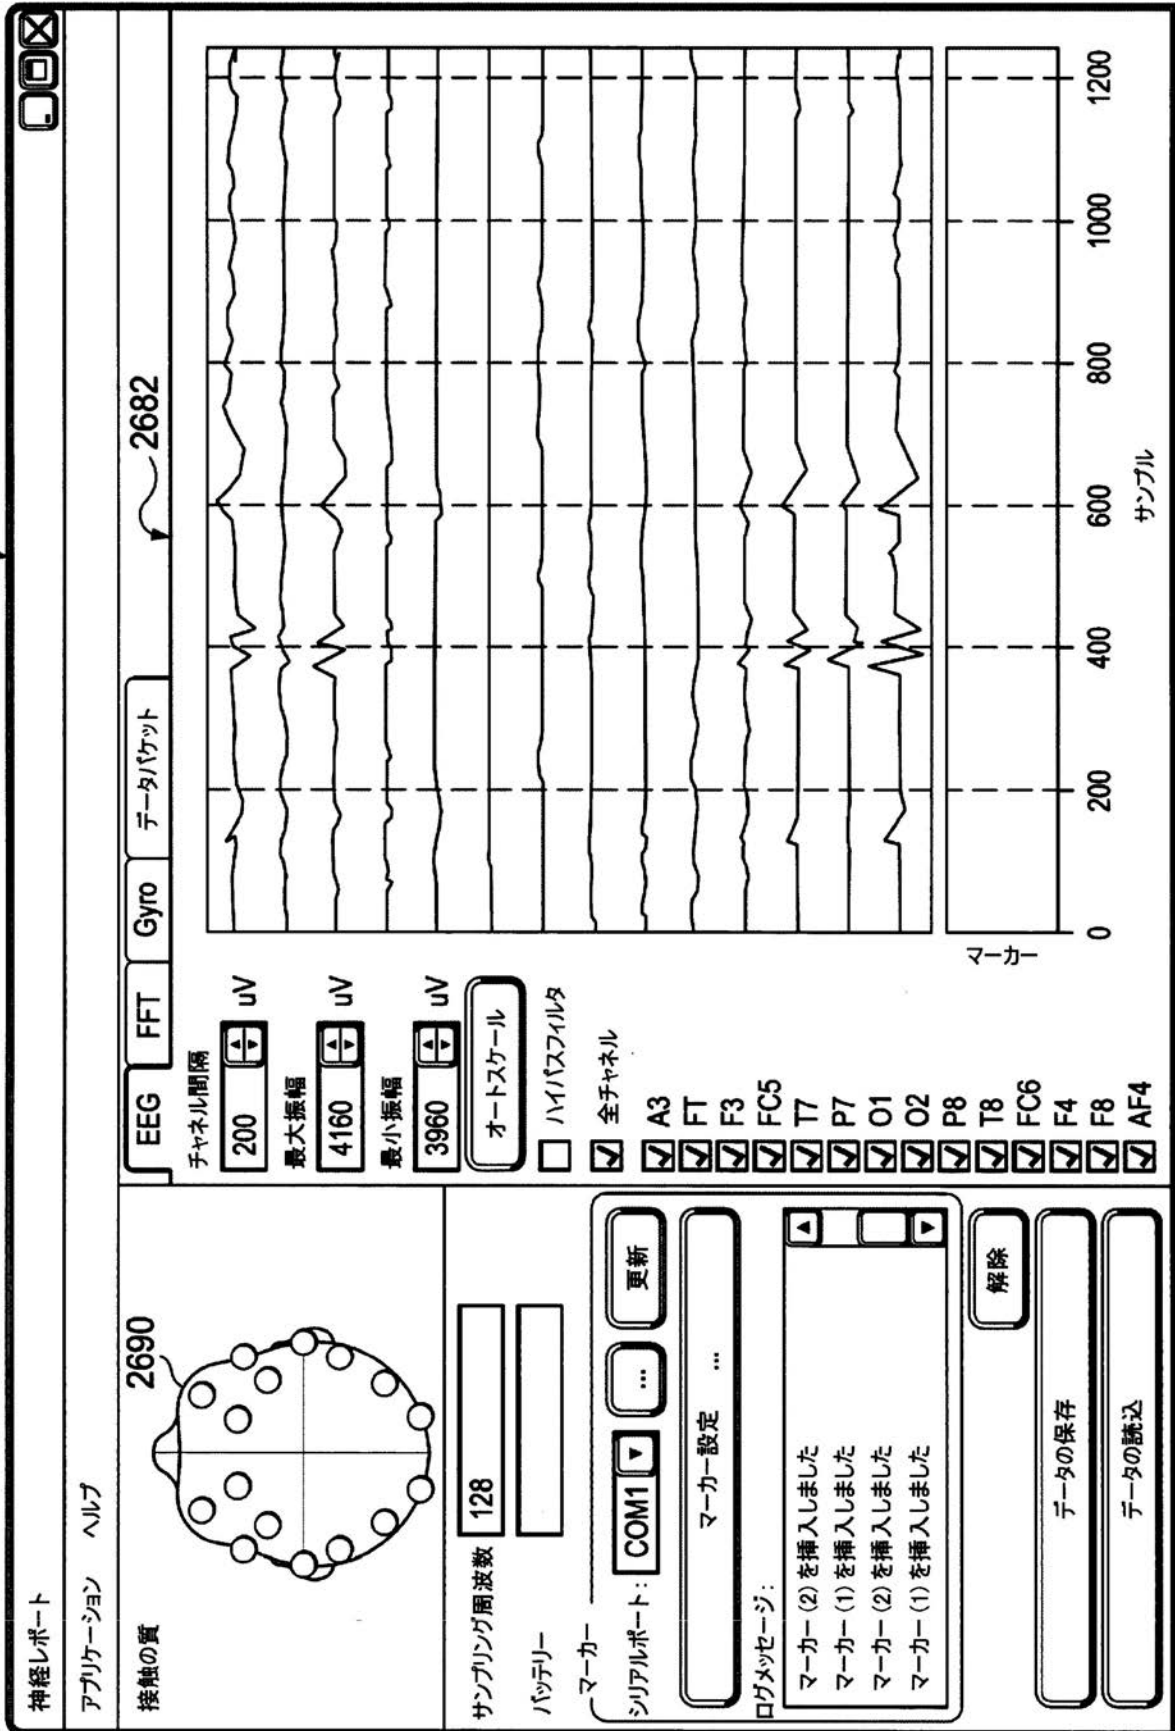 神経レポート
アプリケーション ヘルプ
接触の質
2690
サンプリング周波数 128
バッテリー
マーカー
シリアルポート: COM1 ▼ ... 更新
マーカー設定 ...
ログメッセージ:
マーカー(2)を挿入しました
マーカー(1)を挿入しました
マーカー(2)を挿入しました
マーカー(1)を挿入しました
解除
データの保存
データの読込
EEG FFT Gyro データパケット
2682
チャネル間隔
200 uV
最大振幅
4160 uV
最小振幅
3960 uV
オートスケール
ハイパスフィルタ
全チャネル
A3
FT
F3
FC5
T7
P7
O1
O2
P8
T8
FC6
F4
F8
AF4
マーカー
0 200 400 600 800 1000 1200
サンプル